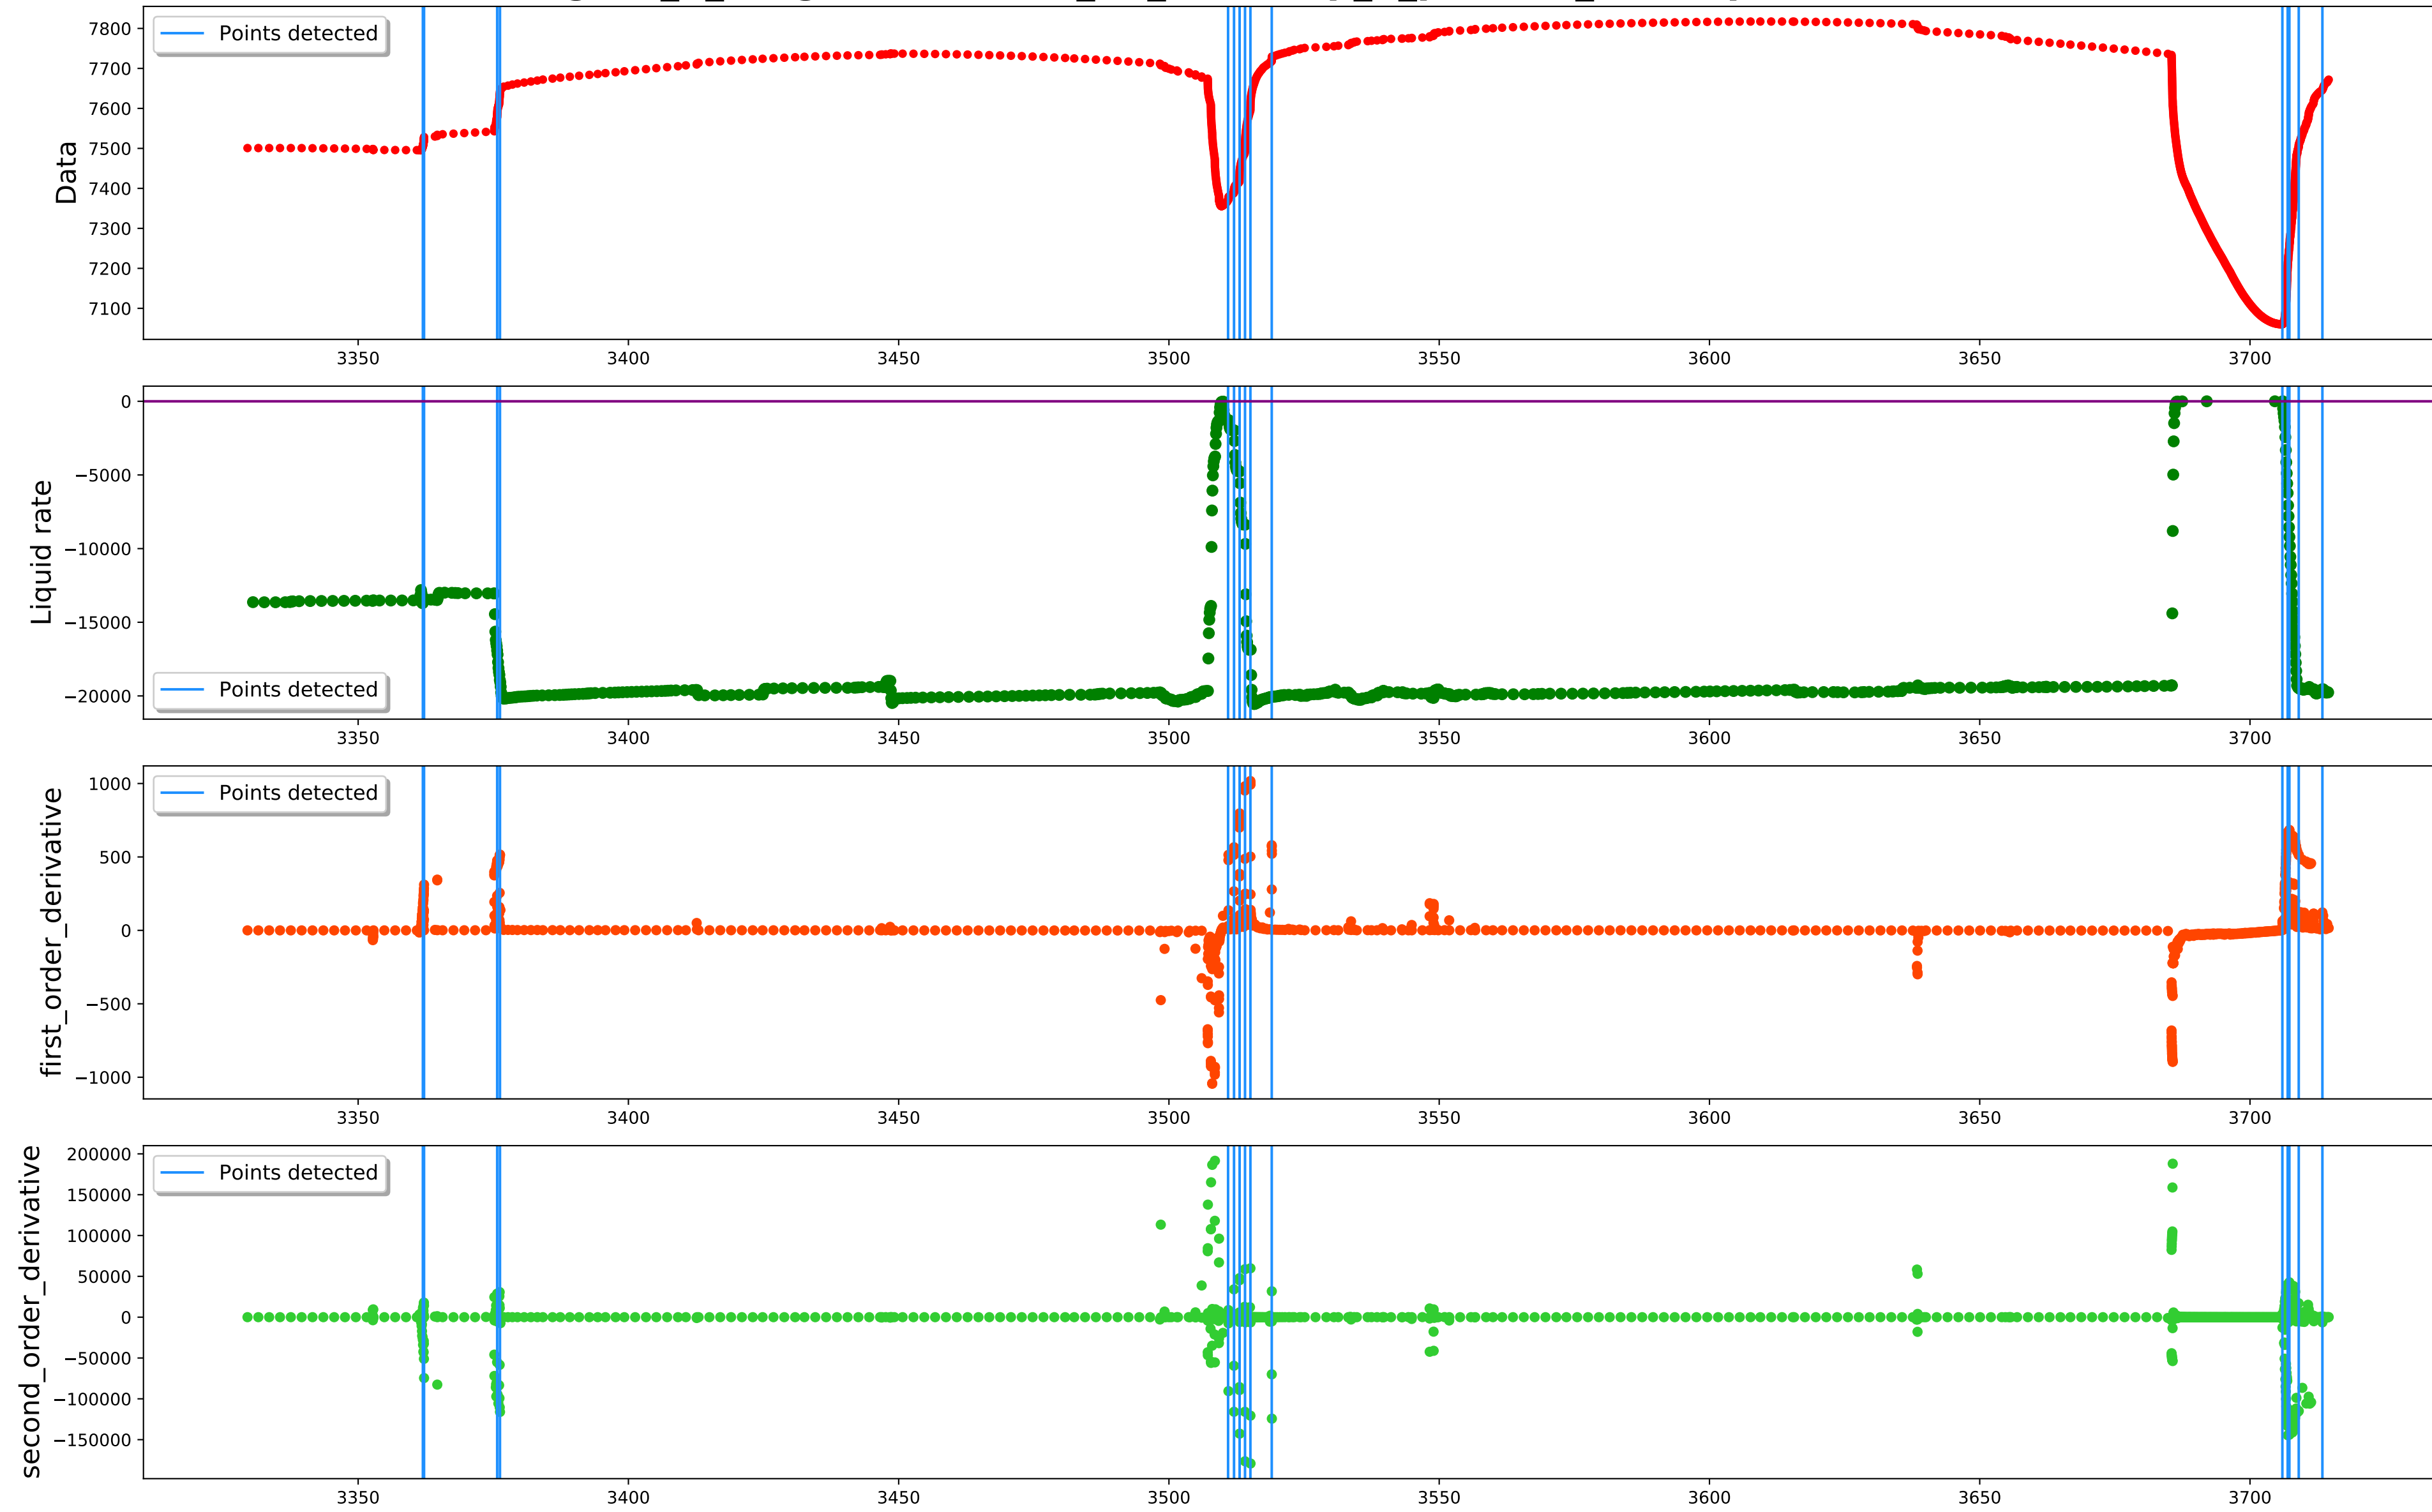 Points detected
Data
7800
7700
7600
7500
7400
7300
7200
7100
3350 3400 3450 3500 3550 3600 3650 3700
Liquid rate
0
−5000
−10000
−15000
−20000
Points detected
3350 3400 3450 3500 3550 3600 3650 3700
Points detected
first_order_derivative
1000
500
0
−500
−1000
3350 3400 3450 3500 3550 3600 3650 3700
Points detected
second_order_derivative
200000
150000
100000
50000
0
−50000
−100000
−150000
3350 3400 3450 3500 3550 3600 3650 3700